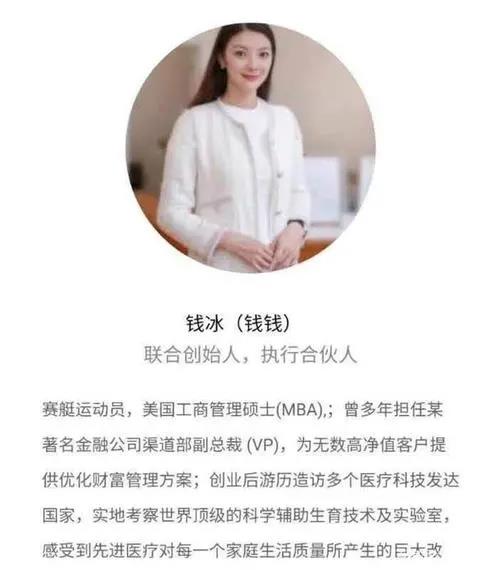 钱冰（钱钱）
联合创始人，执行合伙人
赛艇运动员，美国工商管理硕士(MBA),；曾多年担任某
著名金融公司渠道部副总裁 (VP)，为无数高净值客户提
供优化财富管理方案；创业后游历造访多个医疗科技发达
国家，实地考察世界顶级的科学辅助生育技术及实验室，
感受到先进医疗对每一个家庭生活质量所产生的巨大改